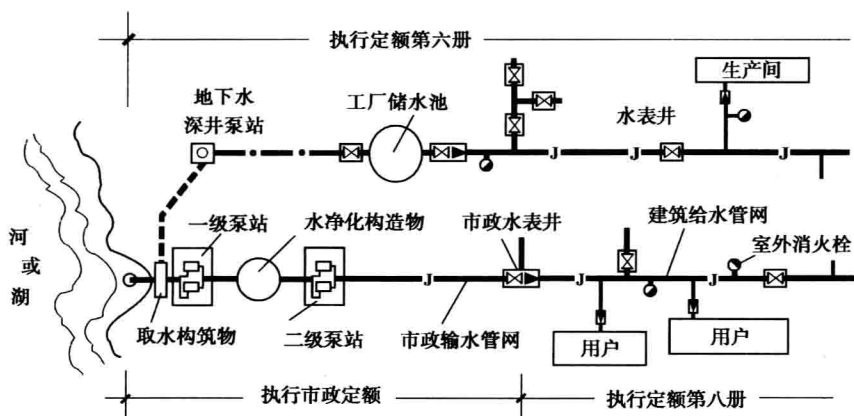 执行定额第六册
生产间
地下水
深井泵站
工厂储水池
水表井
J
J
J
河
或
湖
一级泵站
水净化构造物
市政水表井
建筑给水管网
室外消火栓
J
J
J
取水构筑物
二级泵站
市政输水管网
用户
用户
执行市政定额
执行定额第八册